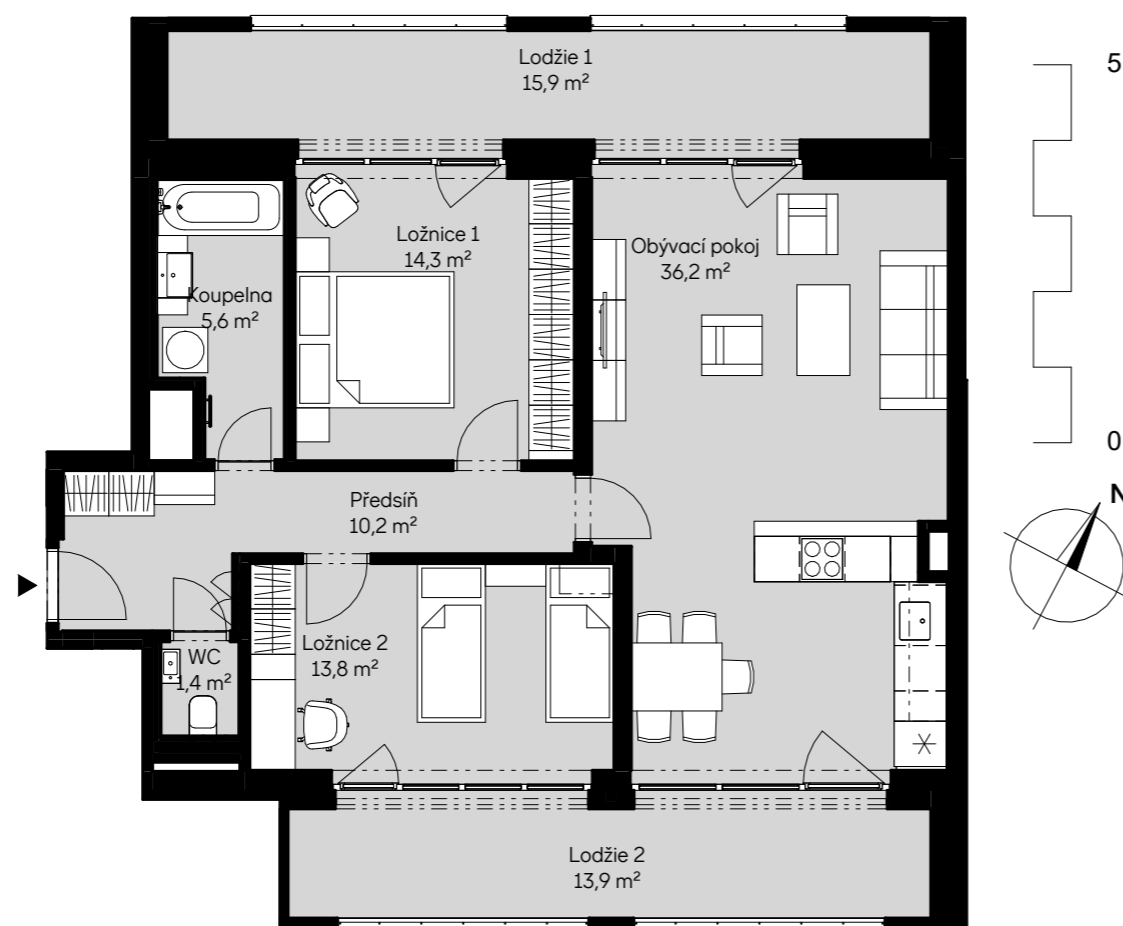 Lodžie 1
15,9 m²
5
Ložnice 1
14,3 m²
Obývací pokoj
36,2 m²
Koupelna
5,6 m²
0
N
Předsíň
10,2 m²
Ložnice 2
13,8 m²
WC
1,4 m²
Lodžie 2
13,9 m²